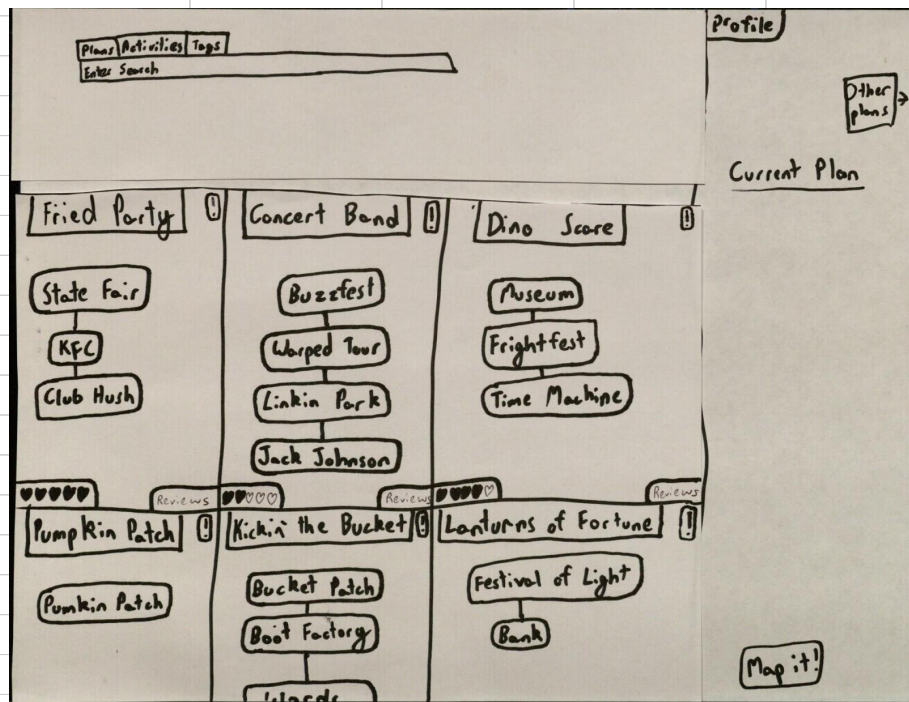 Plans Activities Tags
Enter Search
Profile
Other
plans
Current Plan
Fried Party !
State Fair
KFC
Club Hush
Reviews
Concert Band !
Buzzfest
Warped Tour
Linkin Park
Jack Johnson
Reviews
Dino Scare !
Museum
Frightfest
Time Machine
Reviews
Pumpkin Patch !
Pumkin Patch
Kickin' the Bucket !
Bucket Patch
Boot Factory
Lanturns of Fortune !
Festival of Light
Bank
Map it!